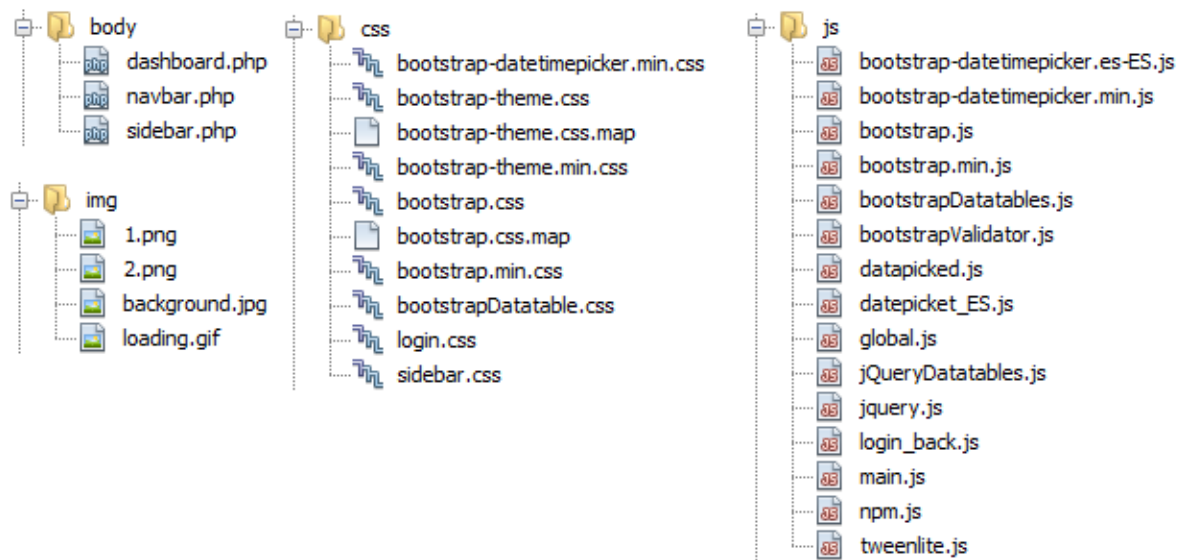 body
dashboard.php
navbar.php
sidebar.php
img
1.png
2.png
background.jpg
loading.gif
css
bootstrap-datetimepicker.min.css
bootstrap-theme.css
bootstrap-theme.css.map
bootstrap-theme.min.css
bootstrap.css
bootstrap.css.map
bootstrap.min.css
bootstrapDatatable.css
login.css
sidebar.css
js
bootstrap-datetimepicker.es-ES.js
bootstrap-datetimepicker.min.js
bootstrap.js
bootstrap.min.js
bootstrapDatatables.js
bootstrapValidator.js
datapicked.js
datepicket_ES.js
global.js
jQueryDatatables.js
jquery.js
login_back.js
main.js
npm.js
tweenlite.js